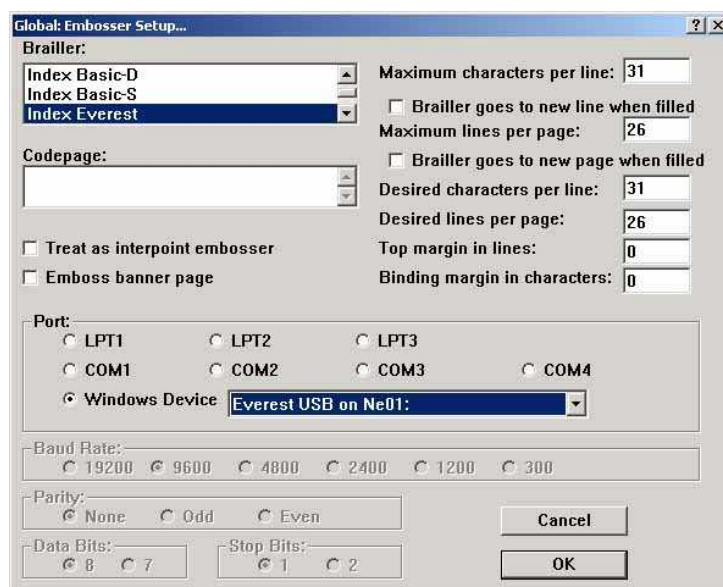 Global: Embosser Setup...
Brailler:
Index Basic-D
Index Basic-S
Index Everest
Codepage:
Treat as interpoint embosser
Emboss banner page
Maximum characters per line: 31
Brailler goes to new line when filled
Maximum lines per page: 26
Brailler goes to new page when filled
Desired characters per line: 31
Desired lines per page: 26
Top margin in lines: 0
Binding margin in characters: 0
Port:
LPT1 LPT2 LPT3
COM1 COM2 COM3 COM4
Windows Device Everest USB on Ne01:
Baud Rate:
19200 9600 4800 2400 1200 300
Parity:
None Odd Even
Data Bits:
8 7
Stop Bits:
1 2
Cancel
OK